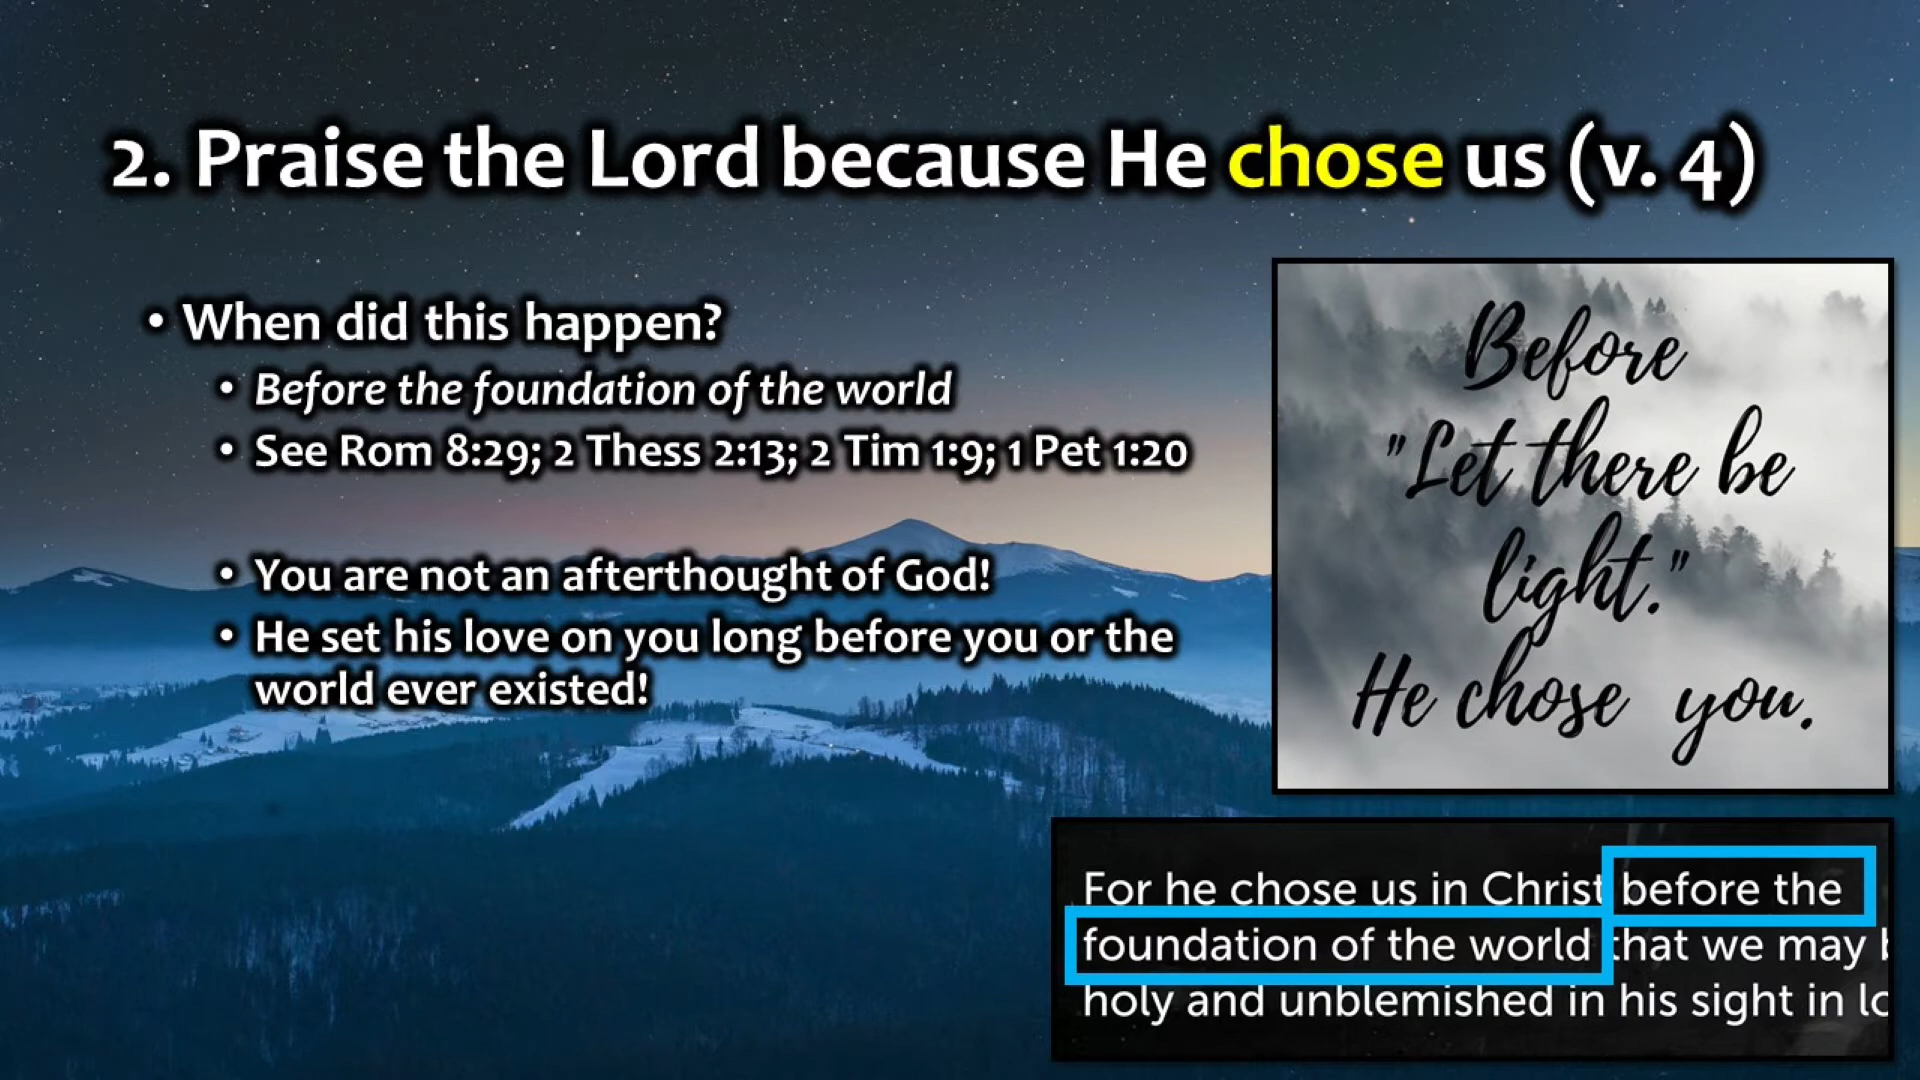 2. Praise the Lord because He chose us (v. 4)
• When did this happen?
• Before the foundation of the world
• See Rom 8:29; 2 Thess 2:13; 2 Tim 1:9; 1 Pet 1:20
• You are not an afterthought of God!
• He set his love on you long before you or the
world ever existed!
Before
"Let there be
light."
He chose you.
For he chose us in Christ before the
foundation of the world that we may
holy and unblemished in his sight in